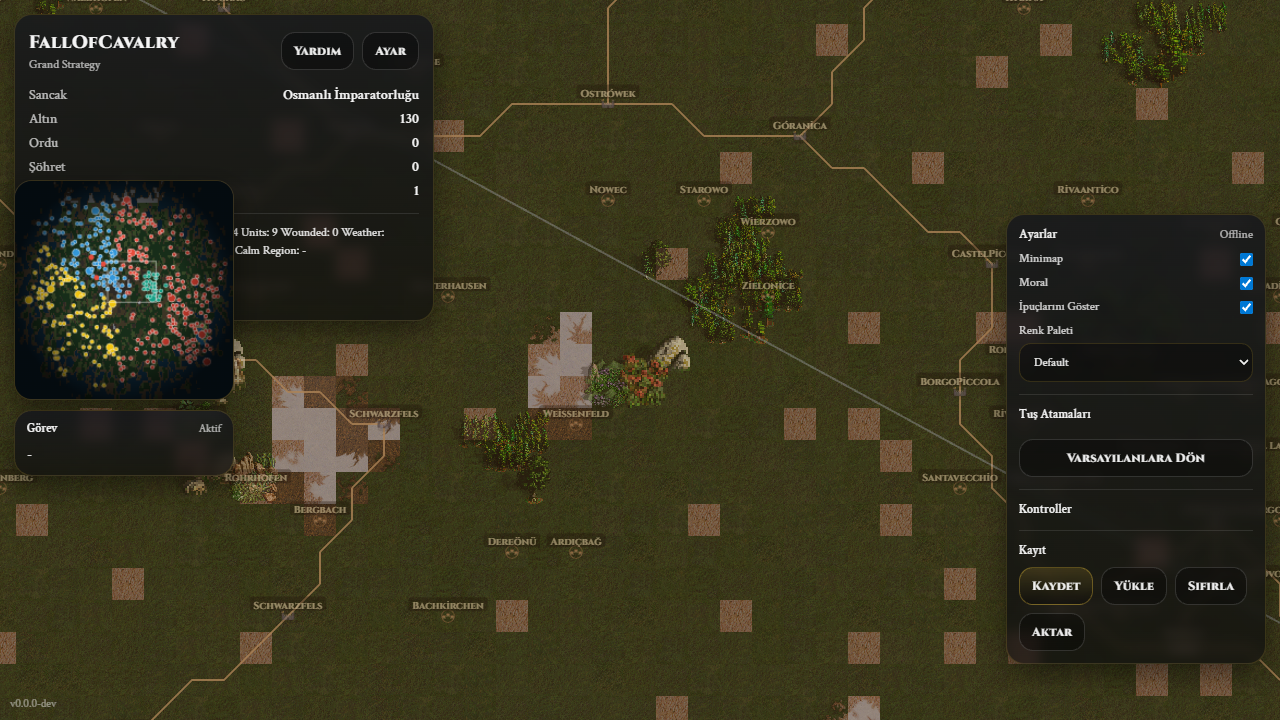 FallOfCavalry
Grand Strategy
Yardım
Ayar
Sancak
Osmanlı İmparatorluğu
Altın
130
Ordu
0
Şöhret
0
1
4 Units: 9 Wounded: 0 Weather:
Calm Region: -
Görev
Aktif
-
Ostrówek
Góranica
Nowec
Starowo
Wierzowo
Zielonice
Rivaantico
Schwarzfels
Weissenfeld
Rohrhofen
Bergbach
Dereönü
Ardıçbağ
Schwarzfels
Bachkirchen
BorgoPiccola
Santavecchio
Ayarlar
Offline
Minimap
Moral
İpuçlarını Göster
Renk Paleti
Default
Tuş Atamaları
Varsayılanlara Dön
Kontroller
Kayıt
Kaydet
Yükle
Sıfırla
Aktar
v0.0.0-dev